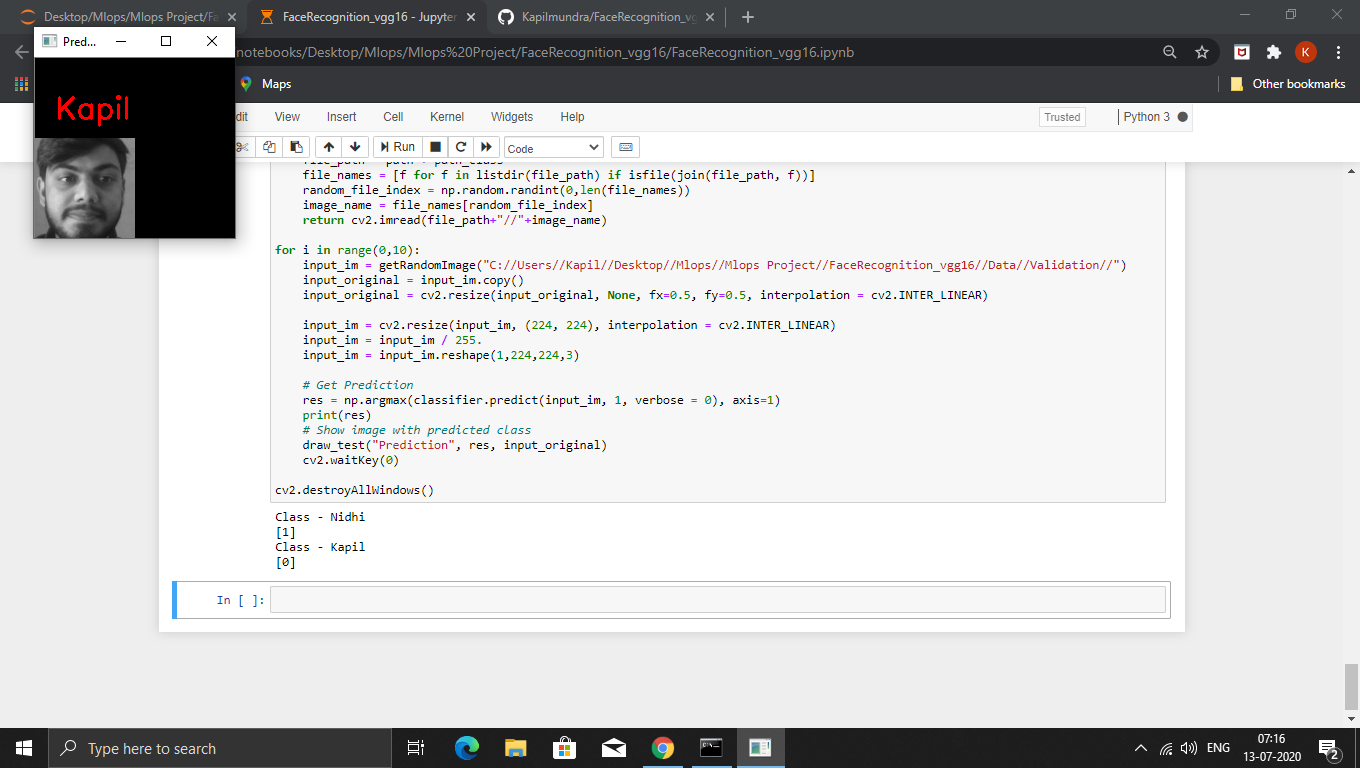 Desktop/Mlops/Mlops Project/Fa
FaceRecognition_vgg16 - Jupyter
Kapilmundra/FaceRecognition_vg
Pred...
notebooks/Desktop/Mlops/Mlops%20Project/FaceRecognition_vgg16/FaceRecognition_vgg16.ipynb
K
Maps
Other bookmarks
Kapil
dit View Insert Cell Kernel Widgets Help
Trusted
Python 3
Run
Code
file_path = path + path_class
file_names = [f for f in listdir(file_path) if isfile(join(file_path, f))]
random_file_index = np.random.randint(0,len(file_names))
image_name = file_names[random_file_index]
return cv2.imread(file_path+"//"+image_name)
for i in range(0,10):
input_im = getRandomImage("C://Users//Kapil//Desktop//Mlops//Mlops Project//FaceRecognition_vgg16//Data//Validation//")
input_original = input_im.copy()
input_original = cv2.resize(input_original, None, fx=0.5, fy=0.5, interpolation = cv2.INTER_LINEAR)
input_im = cv2.resize(input_im, (224, 224), interpolation = cv2.INTER_LINEAR)
input_im = input_im / 255.
input_im = input_im.reshape(1,224,224,3)
# Get Prediction
res = np.argmax(classifier.predict(input_im, 1, verbose = 0), axis=1)
print(res)
# Show image with predicted class
draw_test("Prediction", res, input_original)
cv2.waitKey(0)
cv2.destroyAllWindows()
Class - Nidhi
[1]
Class - Kapil
[0]
In [ ]:
Type here to search
ENG
07:16
13-07-2020
2